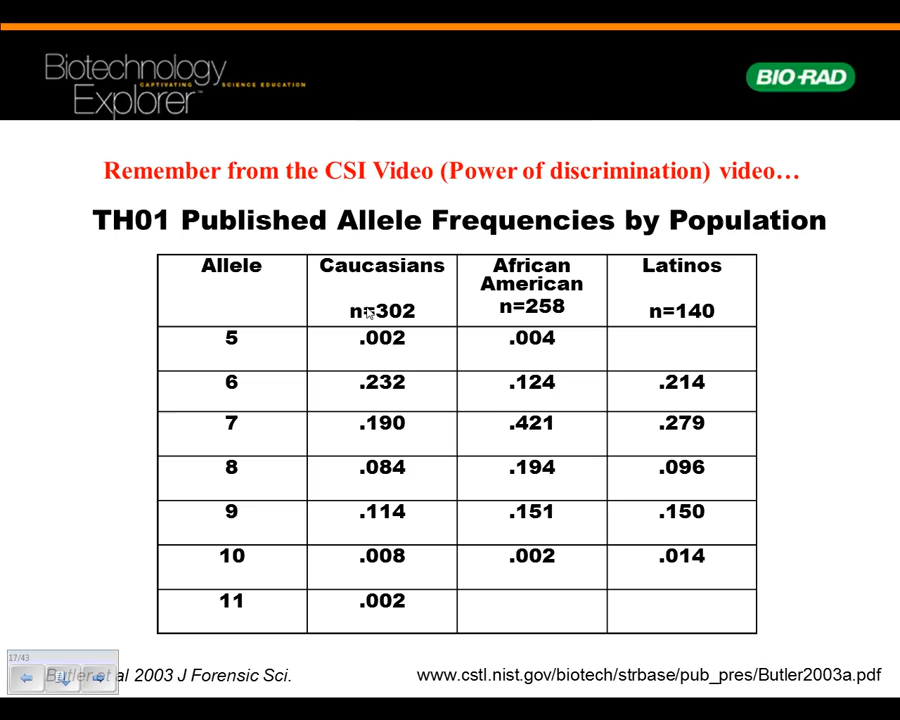 Biotechnology
CAPTIVATING SCIENCE EDUCATION
Explorer™
BIO-RAD
Remember from the CSI Video (Power of discrimination) video…
TH01 Published Allele Frequencies by Population
Allele Caucasians n=302 African American n=258 Latinos n=140
5 .002 .004
6 .232 .124 .214
7 .190 .421 .279
8 .084 .194 .096
9 .114 .151 .150
10 .008 .002 .014
11 .002
17/43
Butler et al 2003 J Forensic Sci.
www.cstl.nist.gov/biotech/strbase/pub_pres/Butler2003a.pdf